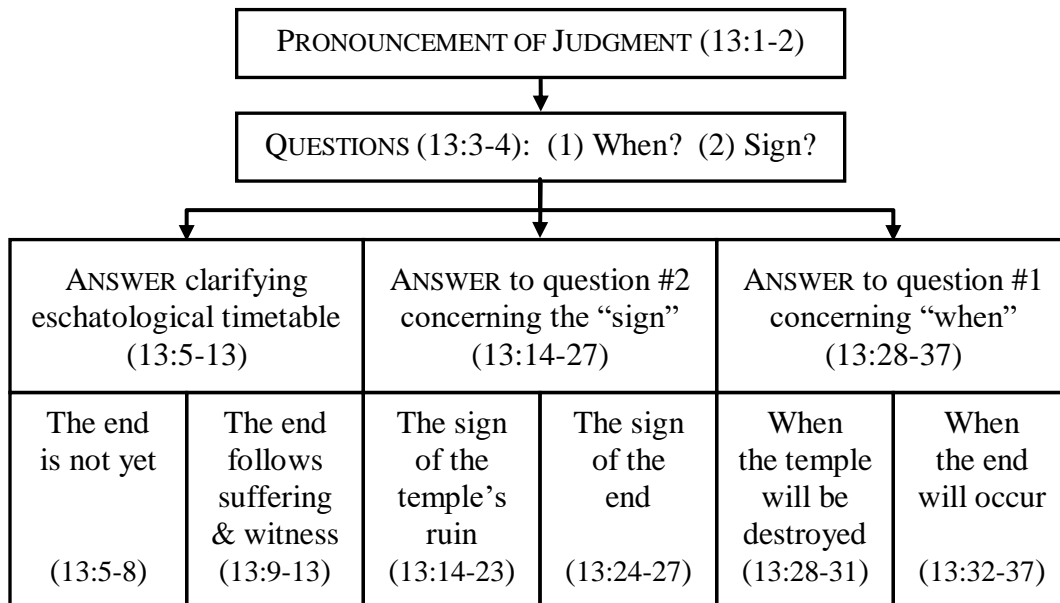 PRONOUNCEMENT OF JUDGMENT (13:1-2)
QUESTIONS (13:3-4): (1) When? (2) Sign?
ANSWER clarifying
eschatological timetable
(13:5-13)
ANSWER to question #2
concerning the “sign”
(13:14-27)
ANSWER to question #1
concerning “when”
(13:28-37)
The end
is not yet
(13:5-8)
The end
follows
suffering
& witness
(13:9-13)
The sign
of the
temple’s
ruin
(13:14-23)
The sign
of the
end
(13:24-27)
When
the temple
will be
destroyed
(13:28-31)
When
the end
will occur
(13:32-37)